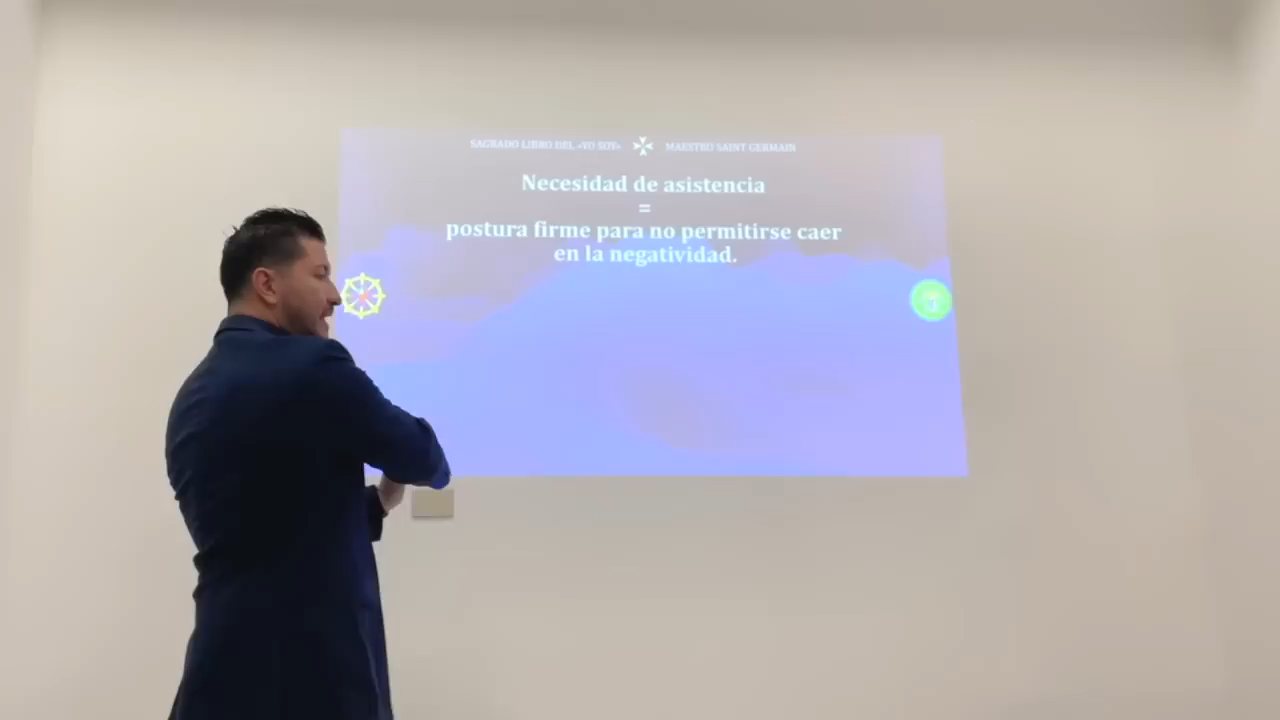 SAGRADO LIBRO DEL «YO SOY» MAESTRO SAINT GERMAIN
Necesidad de asistencia
=
postura firme para no permitirse caer
en la negatividad.